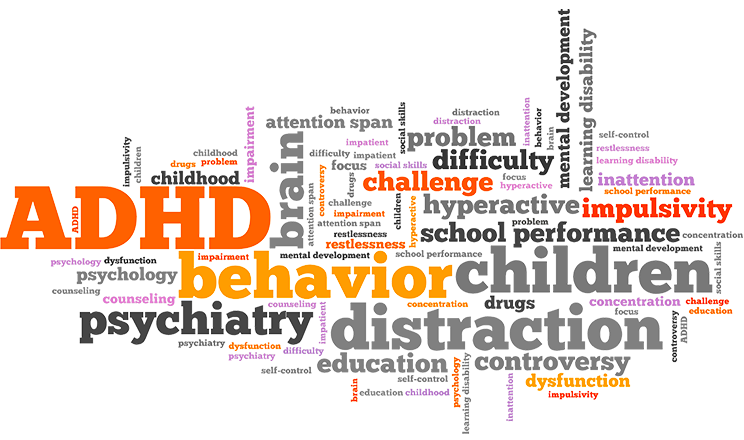 mental development
learning disability
behavior
attention span
social skills
distraction
distraction
inattention
behavior
brain
self-control
restlessness
learning disability
impulsivity
children
impairment
brain
impatient
problem
childhood
drugs
problem
childhood
difficulty
impatient
focus
social skills
difficulty
controversy
drugs
challenge
focus
hyperactive
inattention
school performance
ADHD
ADHD
attention span
challenge
impairment
attention span
restlessness
restlessness
children
hyperactive
hyperactive
problem
impulsivity
school performance
concentration
psychology
dysfunction
impairment
mental development
school performance
mental development
social skills
psychology
behavior
children
counseling
counseling
counseling
concentration
drugs
concentration
challenge
education
focus
psychiatry
impatient
distraction
controversy
ADHD
psychiatry
dysfunction
psychiatry
difficulty
self-control
education
controversy
brain
self-control
education
childhood
psychology
learning disability
inattention
dysfunction
impulsivity